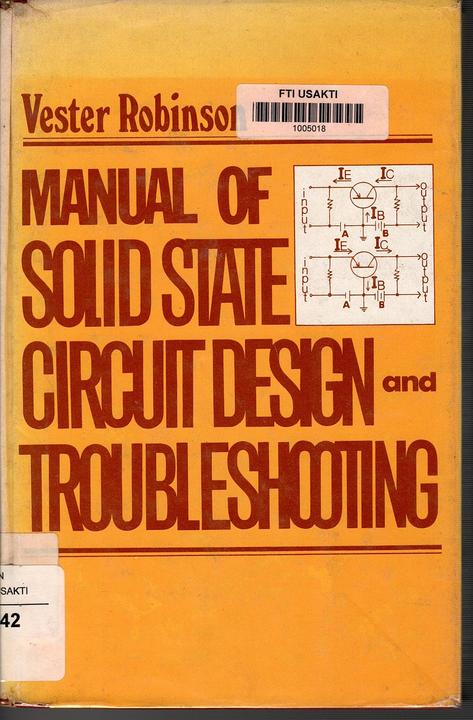 Vester Robinson
FTI USAKTI
1005018
MANUAL OF
SOLID STATE
CIRCUIT DESIGN and
TROUBLESHOOTING
IE IC
input
output
IB
A B
IE IC
input
output
IB
A B
N
SAKTI
42